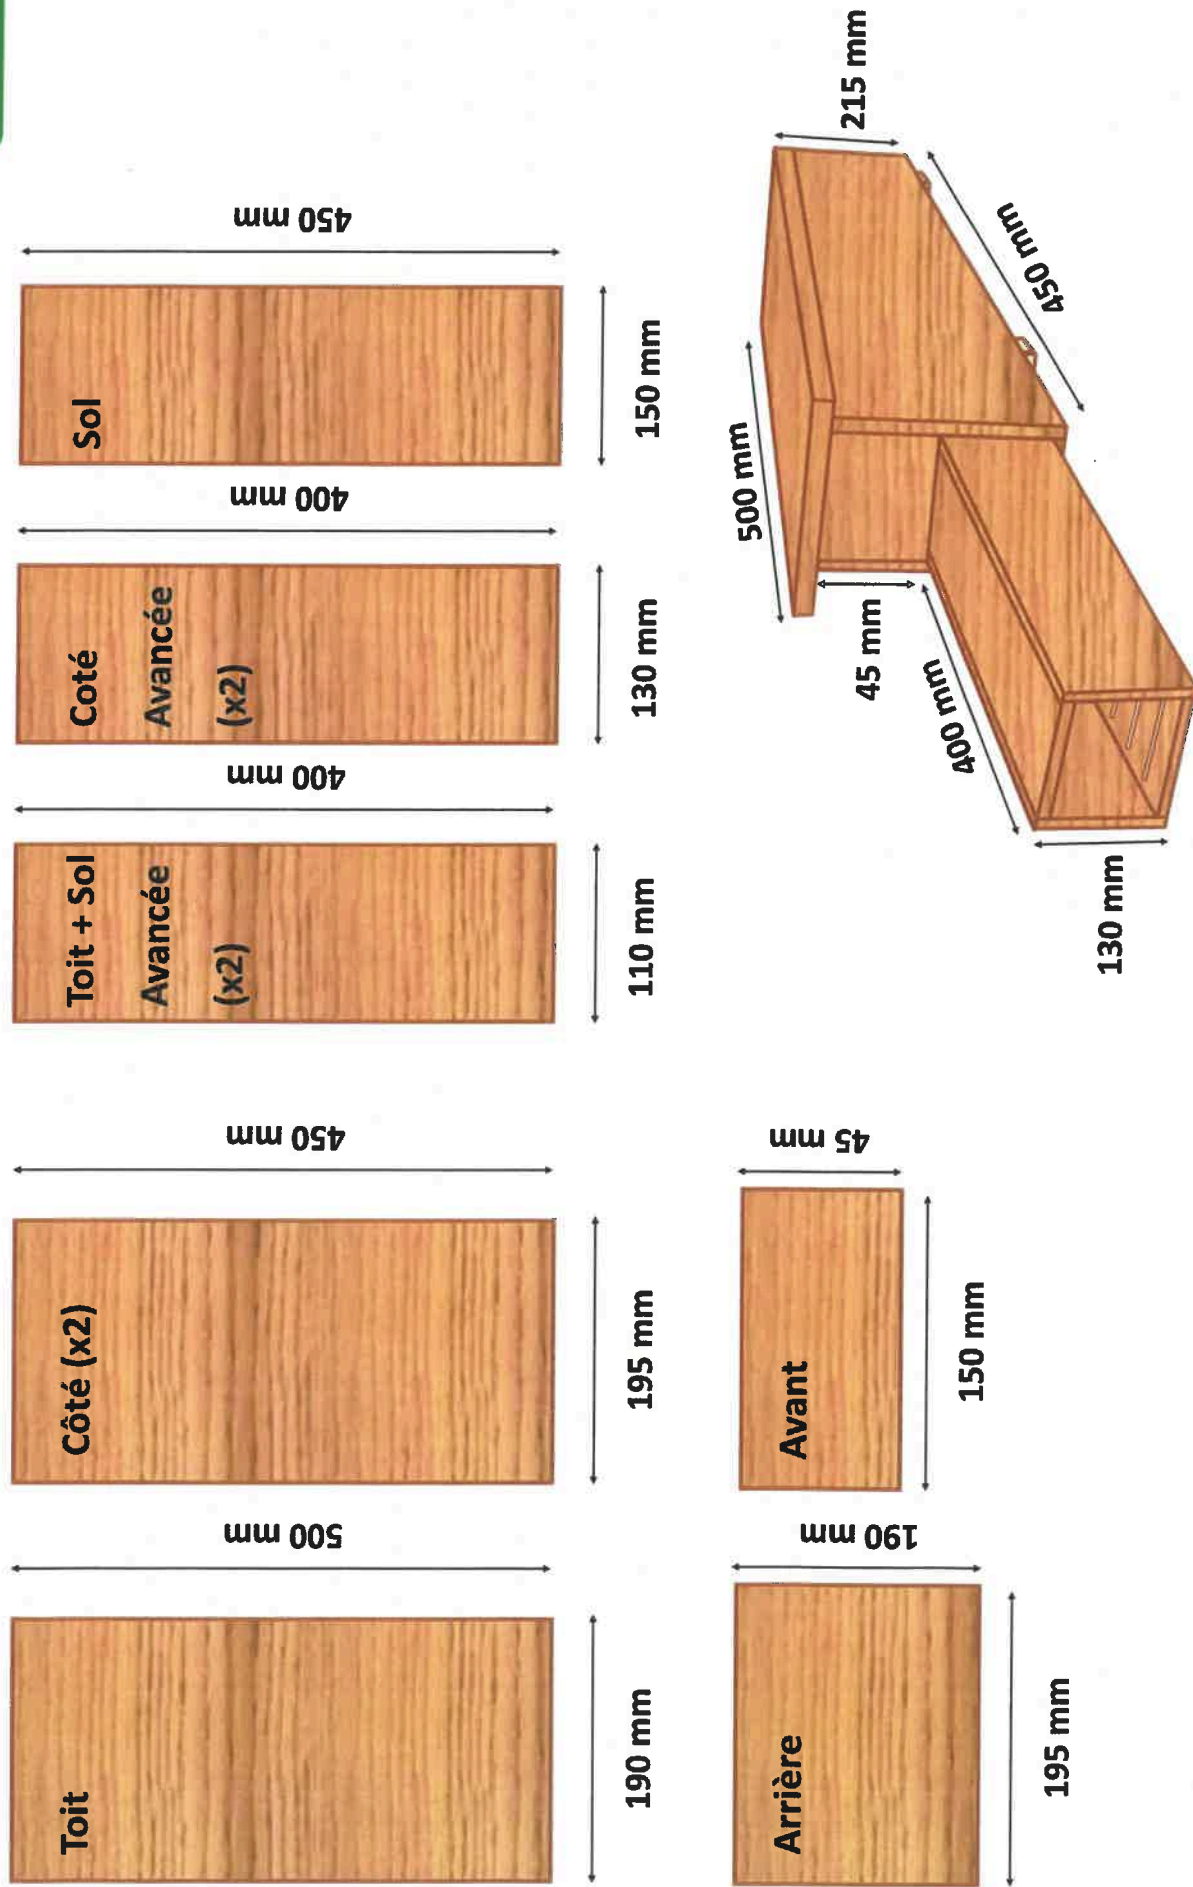 Toit
500 mm
190 mm
Côté (x2)
450 mm
195 mm
Toit + Sol
Avancée
(x2)
400 mm
110 mm
Coté
Avancée
(x2)
400 mm
130 mm
Sol
450 mm
150 mm
Arrière
190 mm
195 mm
Avant
45 mm
150 mm
500 mm
215 mm
45 mm
400 mm
450 mm
130 mm